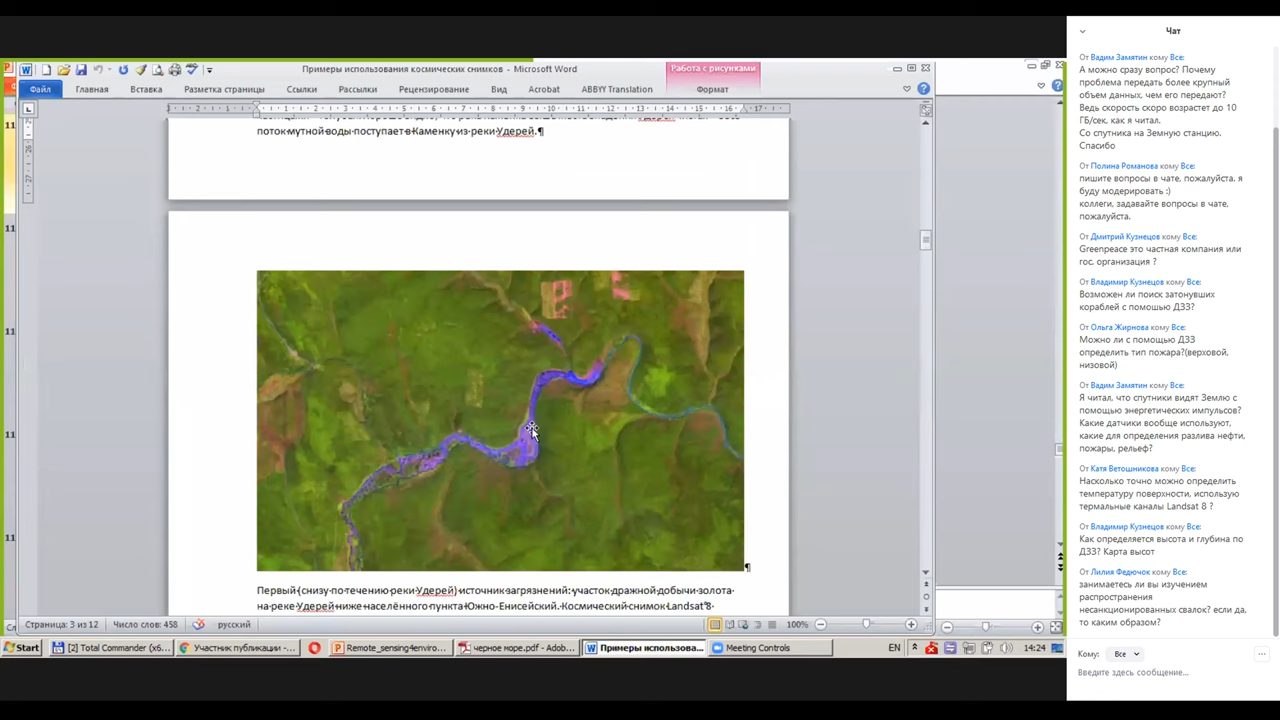 Примеры использования космических снимков - Microsoft Word
Работа с рисунками
Файл
Главная
Вставка
Разметка страницы
Ссылки
Рассылки
Рецензирование
Вид
Acrobat
ABBYY Translation
Формат
поток мутной воды поступает в Каменку из реки Удерей. ¶
¶
Первый (снизу по течению реки Удерей) источник загрязнений: участок дражной добычи золота
на реке Удерей ниже населённого пункта Южно-Енисейский. Космический снимок Landsat 8
Страница: 3 из 12
Число слов: 458
русский
100%
Start
[x] Total Commander (x6...
Участник публикации - ...
Remote_sensing4enviro...
черное море.pdf - Adob...
Примеры использова...
Meeting Controls
EN
14:24
Чат
От Вадим Замятин кому Все:
А можно сразу вопрос? Почему
проблема передать более крупный
объем данных, чем его передают?
Ведь скорость скоро возрастет до 10
ГБ/сек, как я читал.
Со спутника на Земную станцию.
Спасибо
От Полина Романова кому Все:
пишите вопросы в чате, пожалуйста. я
буду модерировать :)
коллеги, задавайте вопросы в чате,
пожалуйста.
От Дмитрий Кузнецов кому Все:
Greenpeace это частная компания или
гос. организация ?
От Владимир Кузнецов кому Все:
Возможен ли поиск затонувших
кораблей с помошью ДЗЗ?
От Ольга Жирнова кому Все:
Можно ли с помощью ДЗЗ
определить тип пожара?(верховой,
низовой)
От Вадим Замятин кому Все:
Я читал, что спутники видят Землю с
помощью энергетических импульсов?
Какие датчики вообще используют,
какие для определения разлива нефти,
пожары, рельеф?
От Катя Ветошникова кому Все:
Насколько точно можно определить
температуру поверхности, использую
термальные каналы Landsat 8 ?
От Владимир Кузнецов кому Все:
Как определяется высота и глубина по
ДЗЗ? Карта высот
От Лилия Федючок кому Все:
занимаетесь ли вы изучением
распространения
несанкционированных свалок? если да,
то каким образом?
Кому:
Все
Введите здесь сообщение...